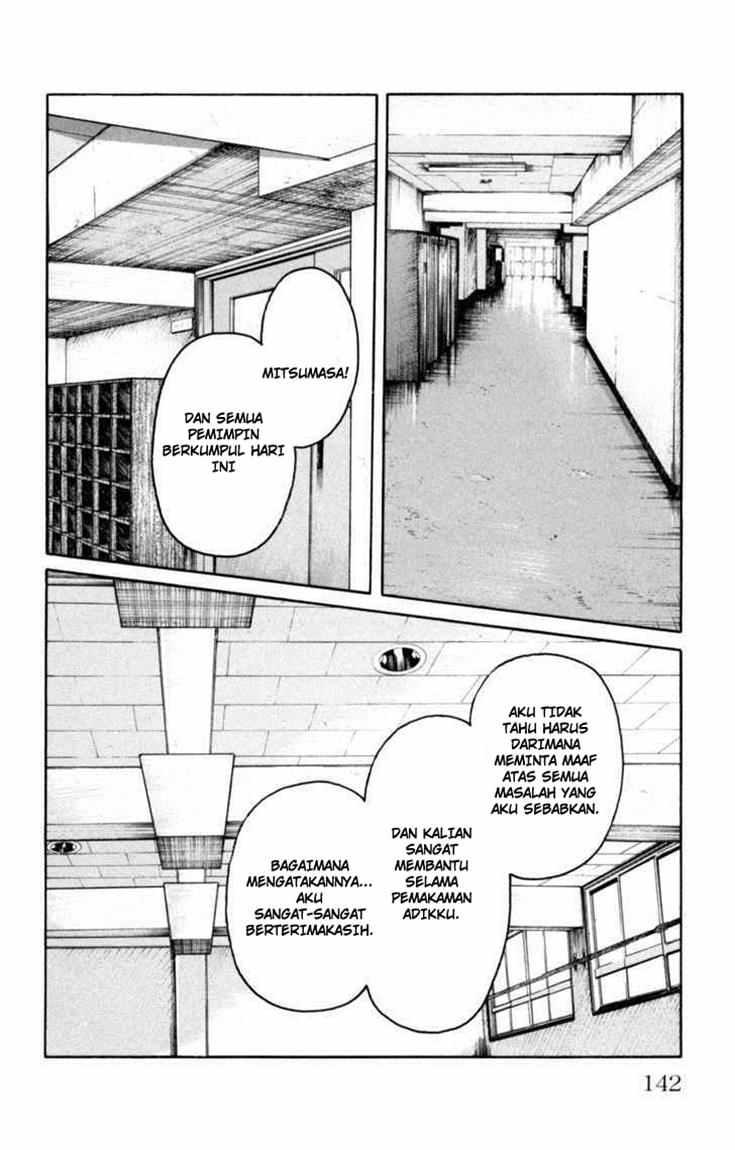 MITSUMASA!
DAN SEMUA
PEMIMPIN
BERKUMPUL HARI
INI
AKU TIDAK
TAHU HARUS
DARIMANA
MEMINTA MAAF
ATAS SEMUA
MASALAH YANG
AKU SEBABKAN.
DAN KALIAN
SANGAT
MEMBANTU
SELAMA
PEMAKAMAN
ADIKKU.
BAGAIMANA
MENGATAKANNYA...
AKU
SANGAT-SANGAT
BERTERIMAKASIH.
142